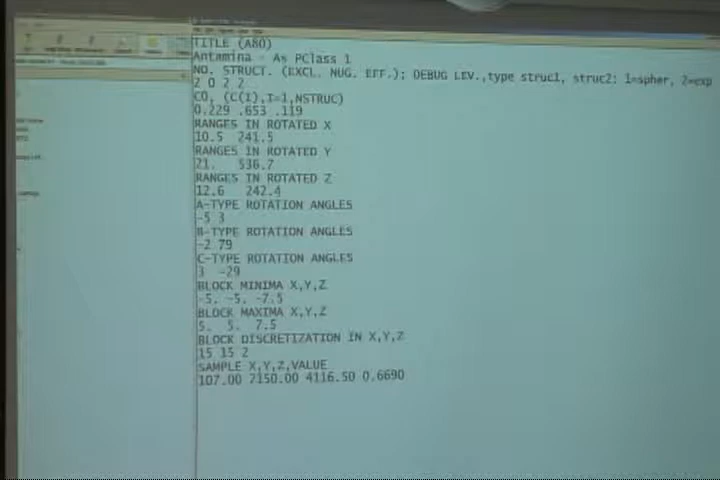 TITLE (A80)
Antamina - As PClass 1
NO. STRUCT. (EXCL. NUG. EFF.); DEBUG LEV.,type struc1, struc2: 1=spher, 2=exp
2 0 2 2
CO, (C(I),I=1,NSTRUC)
0.229 .653 .119
RANGES IN ROTATED X
10.5 241.5
RANGES IN ROTATED Y
21. 536.7
RANGES IN ROTATED Z
12.6 242.4
A-TYPE ROTATION ANGLES
-5 3
B-TYPE ROTATION ANGLES
-2 79
C-TYPE ROTATION ANGLES
3 -29
BLOCK MINIMA X,Y,Z
-5. -5. -7.5
BLOCK MAXIMA X,Y,Z
5. 5. 7.5
BLOCK DISCRETIZATION IN X,Y,Z
15 15 2
SAMPLE X,Y,Z,VALUE
107.00 7150.00 4116.50 0.6690